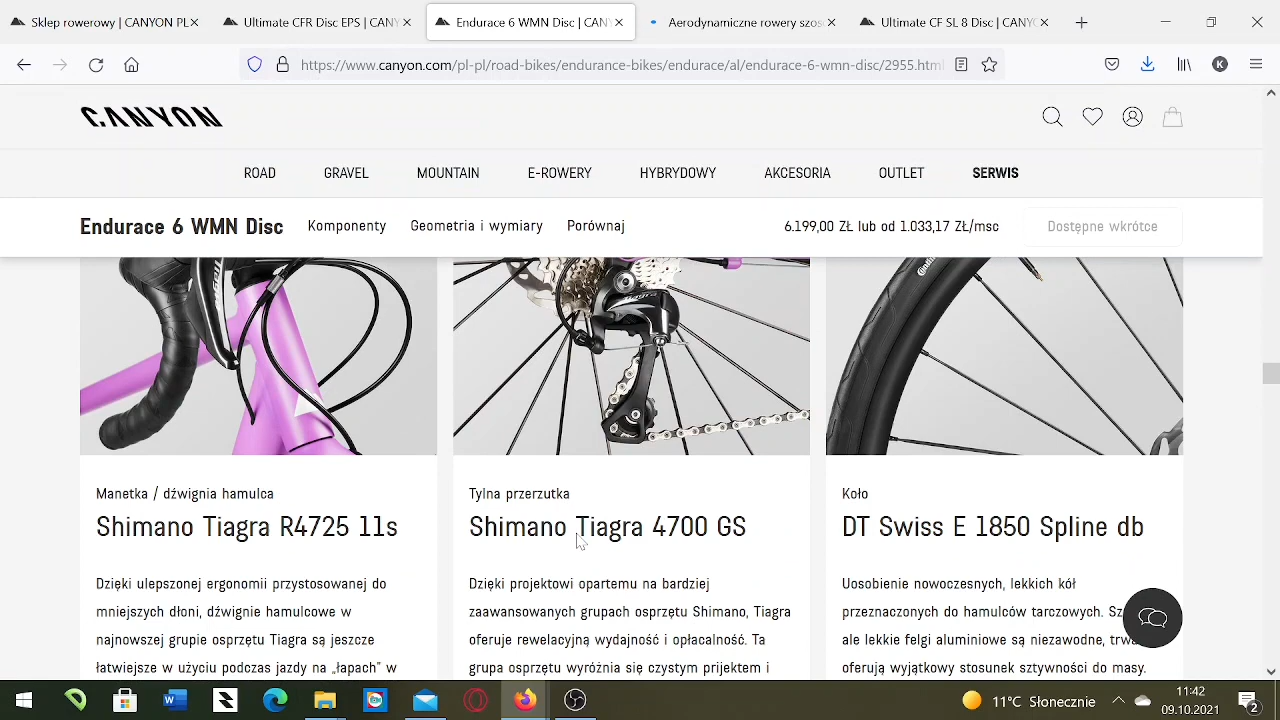 Sklep rowerowy | CANYON PL
Ultimate CFR Disc EPS | CANY
Endurace 6 WMN Disc | CAN
Aerodynamiczne rowery szos
Ultimate CF SL 8 Disc | CANYO
https://www.canyon.com/pl-pl/road-bikes/endurance-bikes/endurace/al/endurace-6-wmn-disc/2955.html
K
CANYON
ROAD
GRAVEL
MOUNTAIN
E-ROWERY
HYBRYDOWY
AKCESORIA
OUTLET
SERWIS
Endurace 6 WMN Disc
Komponenty
Geometria i wymiary
Porównaj
6.199,00 ZŁ lub od 1.033,17 ZŁ/msc
Dostępne wkrótce
Manetka / dźwignia hamulca
Shimano Tiagra R4725 11s
Dzięki ulepszonej ergonomii przystosowanej do
mniejszych dłoni, dźwignie hamulcowe w
najnowszej grupie osprzętu Tiagra są jeszcze
łatwiejsze w użyciu podczas jazdy na „łapach” w
Tylna przerzutka
Shimano Tiagra 4700 GS
Dzięki projektowi opartemu na bardziej
zaawansowanych grupach osprzętu Shimano, Tiagra
oferuje rewelacyjną wydajność i opłacalność. Ta
grupa osprzętu wyróżnia się czystym prijektem i
Koło
DT Swiss E 1850 Spline db
Uosobienie nowoczesnych, lekkich kół
przeznaczonych do hamulców tarczowych.
ale lekkie felgi aluminiowe są niezawodne,
oferują wyjątkowy stosunek sztywności do masy.
11°C Słonecznie
11:42
09.10.2021
2